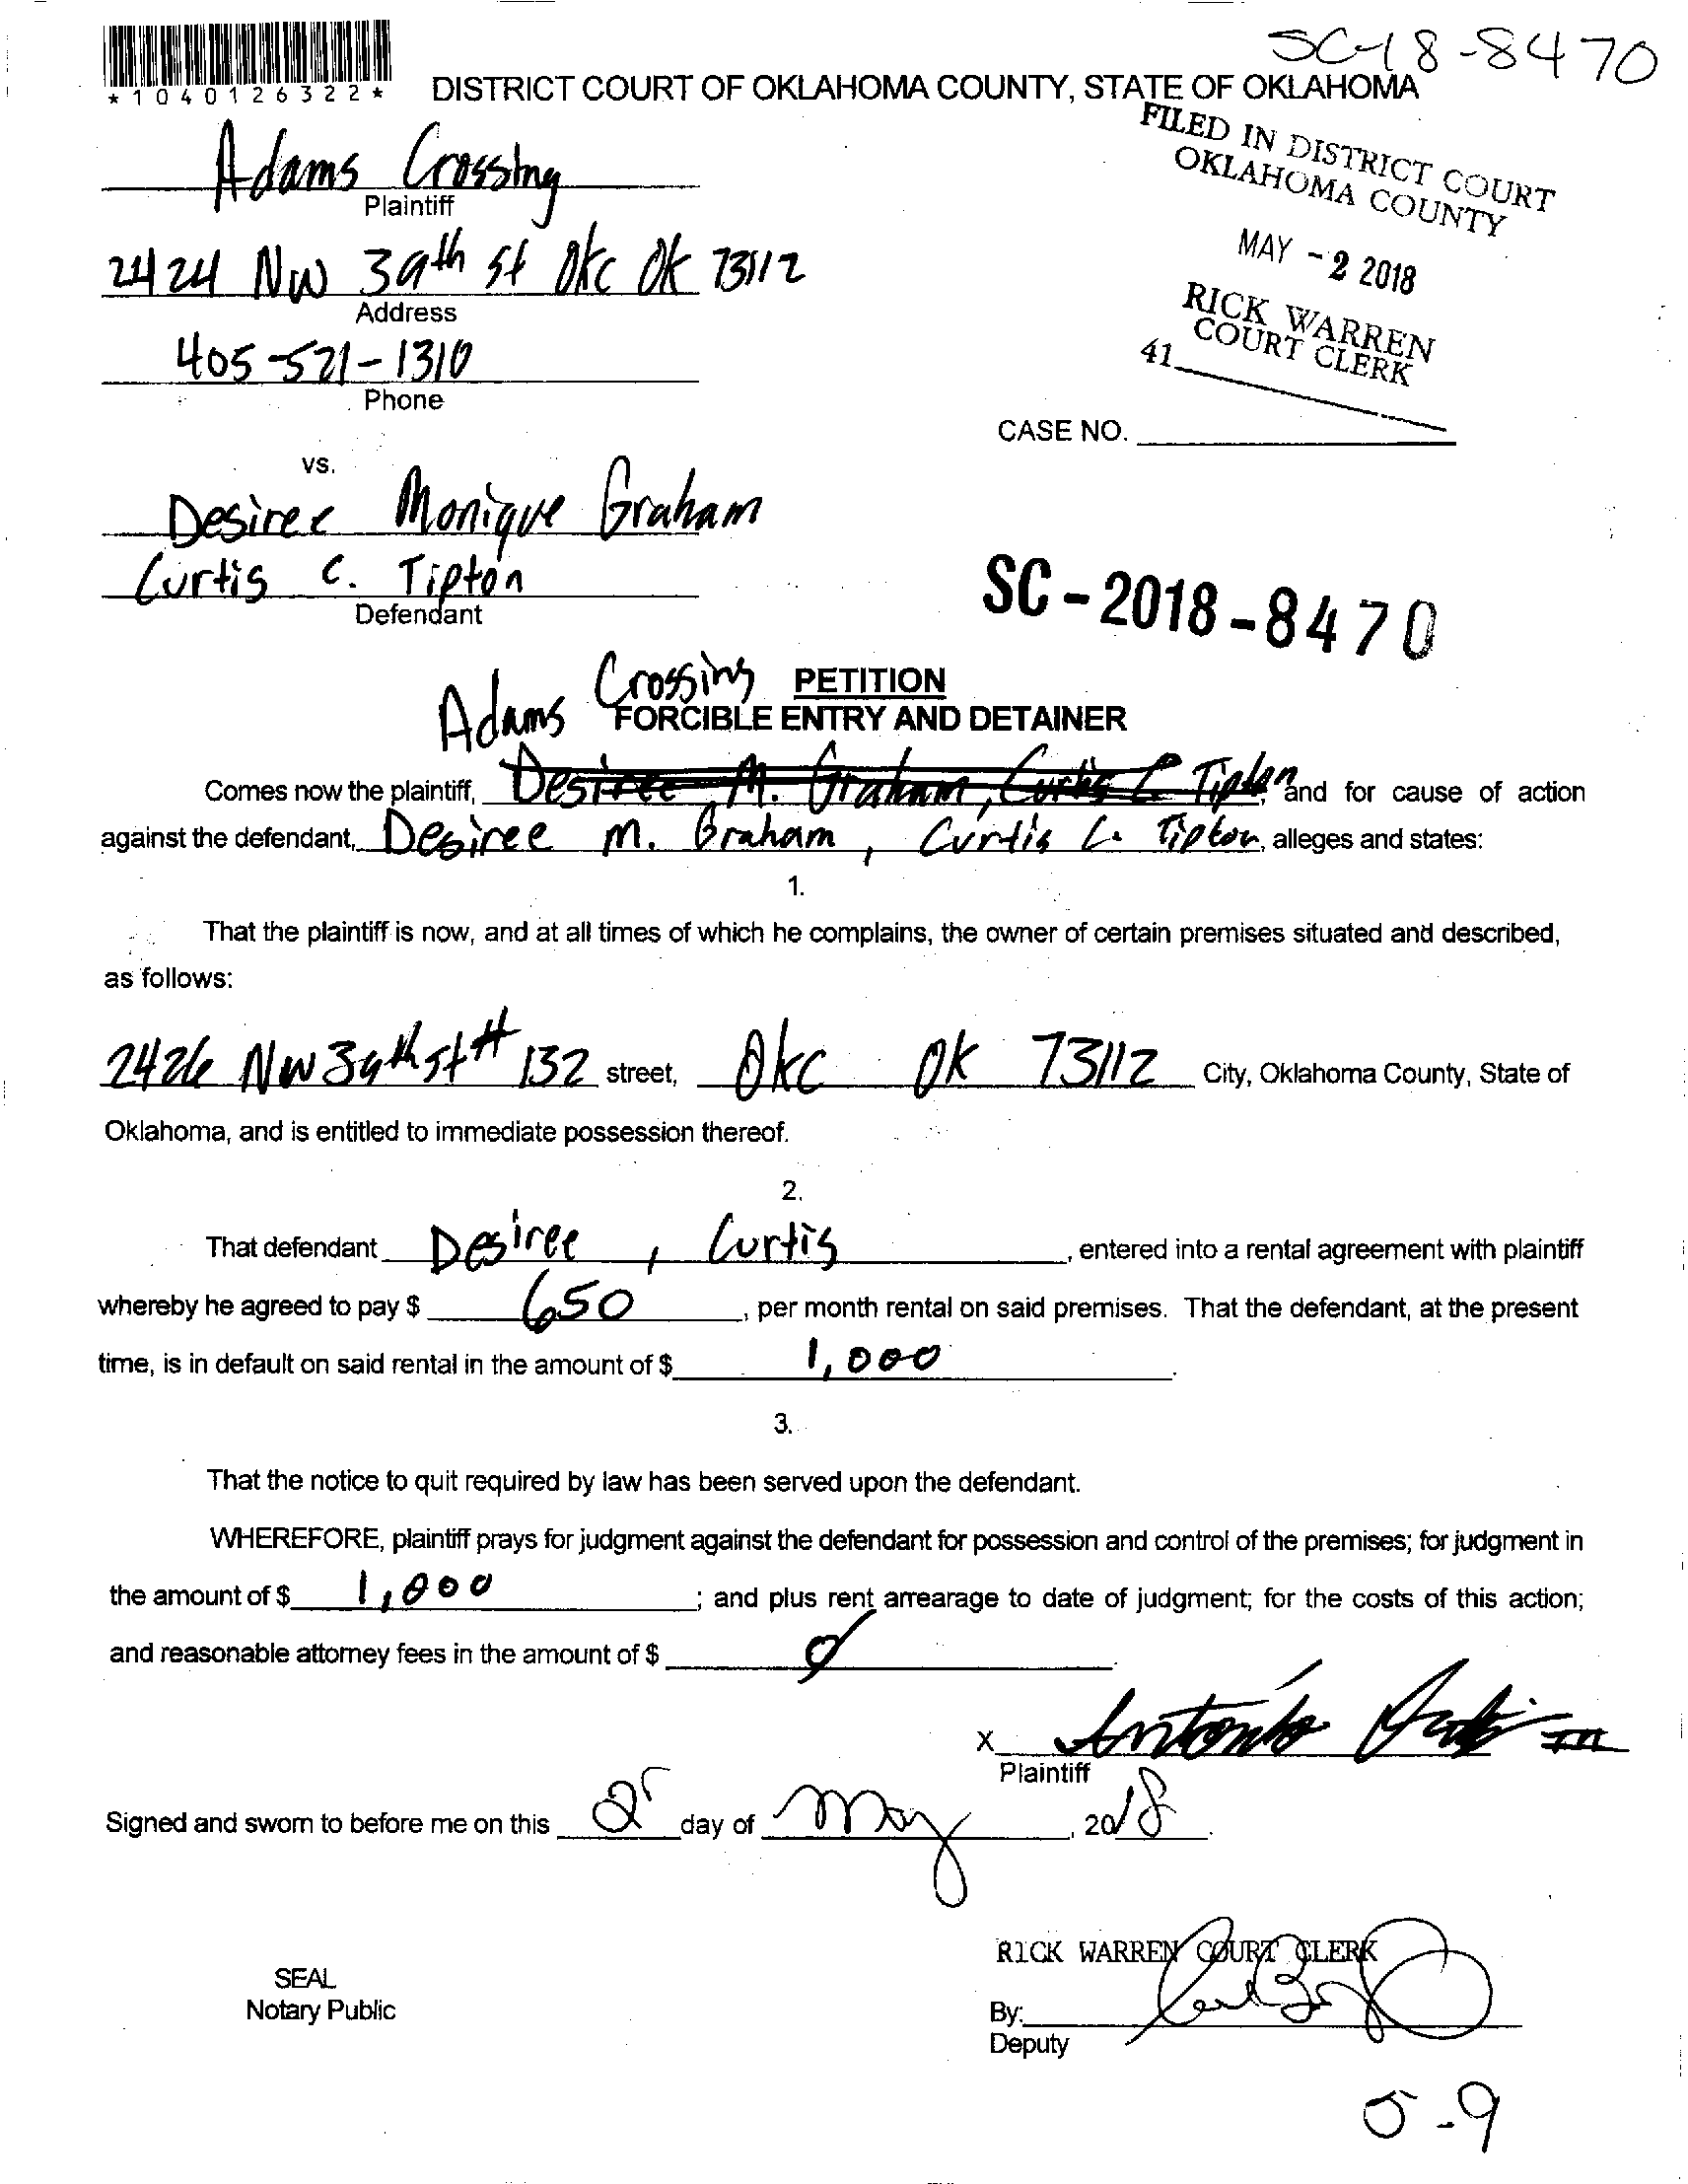 SC-18-8470
*1040126322*
DISTRICT COURT OF OKLAHOMA COUNTY, STATE OF OKLAHOMA
FILED IN DISTRICT COURT
OKLAHOMA COUNTY
MAY - 2 2018
RICK WARREN
COURT CLERK
41
Adams Crossing
Plaintiff
2424 NW 39th St Okc Ok 73112
Address
405-521-1310
Phone
CASE NO.
vs.
Desiree Monique Graham
Curtis C. Tipton
Defendant
SC-2018-8470
PETITION
FORCIBLE ENTRY AND DETAINER
Adams Crossing
Comes now the plaintiff, Desiree M. Graham, Curtis C Tipton, and for cause of action
against the defendant, Desiree M. Graham, Curtis C. Tipton, alleges and states:
1.
That the plaintiff is now, and at all times of which he complains, the owner of certain premises situated and described,
as follows:
2426 NW 39th st # 132 street, Okc Ok 73112 City, Oklahoma County, State of
Oklahoma, and is entitled to immediate possession thereof.
2.
That defendant Desiree, Curtis, entered into a rental agreement with plaintiff
whereby he agreed to pay $ 650, per month rental on said premises. That the defendant, at the present
time, is in default on said rental in the amount of $ 1,000.
3.
That the notice to quit required by law has been served upon the defendant.
WHEREFORE, plaintiff prays for judgment against the defendant for possession and control of the premises; for judgment in
the amount of $ 1,000; and plus rent arrearage to date of judgment; for the costs of this action;
and reasonable attorney fees in the amount of $ 0.
X Antonio III
Plaintiff
Signed and sworn to before me on this 2 day of May, 2018.
RICK WARREN COURT CLERK
SEAL
Notary Public
By:
Deputy
5-9